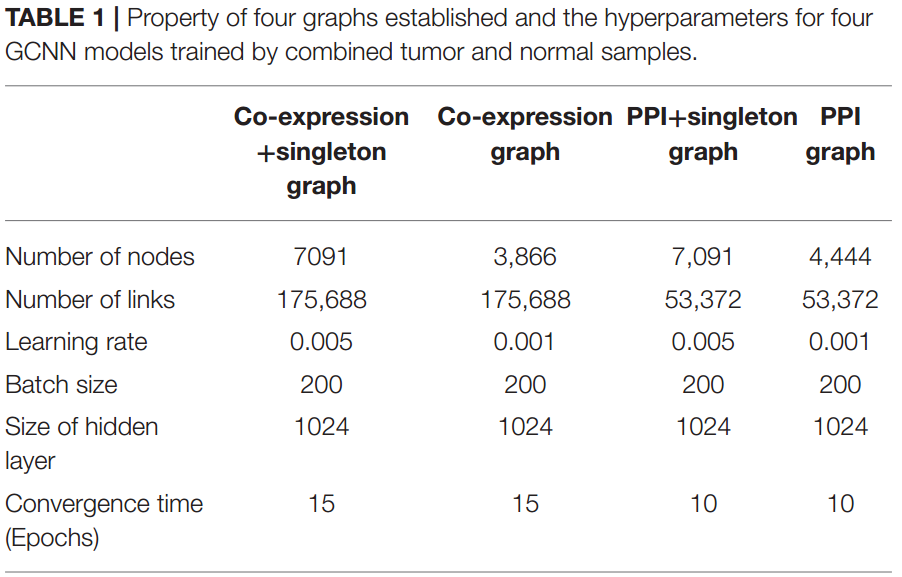 TABLE 1 | Property of four graphs established and the hyperparameters for four
GCNN models trained by combined tumor and normal samples.
Co-expression +singleton graph Co-expression graph PPI+singleton graph PPI graph
Number of nodes 7091 3,866 7,091 4,444
Number of links 175,688 175,688 53,372 53,372
Learning rate 0.005 0.001 0.005 0.001
Batch size 200 200 200 200
Size of hidden layer 1024 1024 1024 1024
Convergence time (Epochs) 15 15 10 10